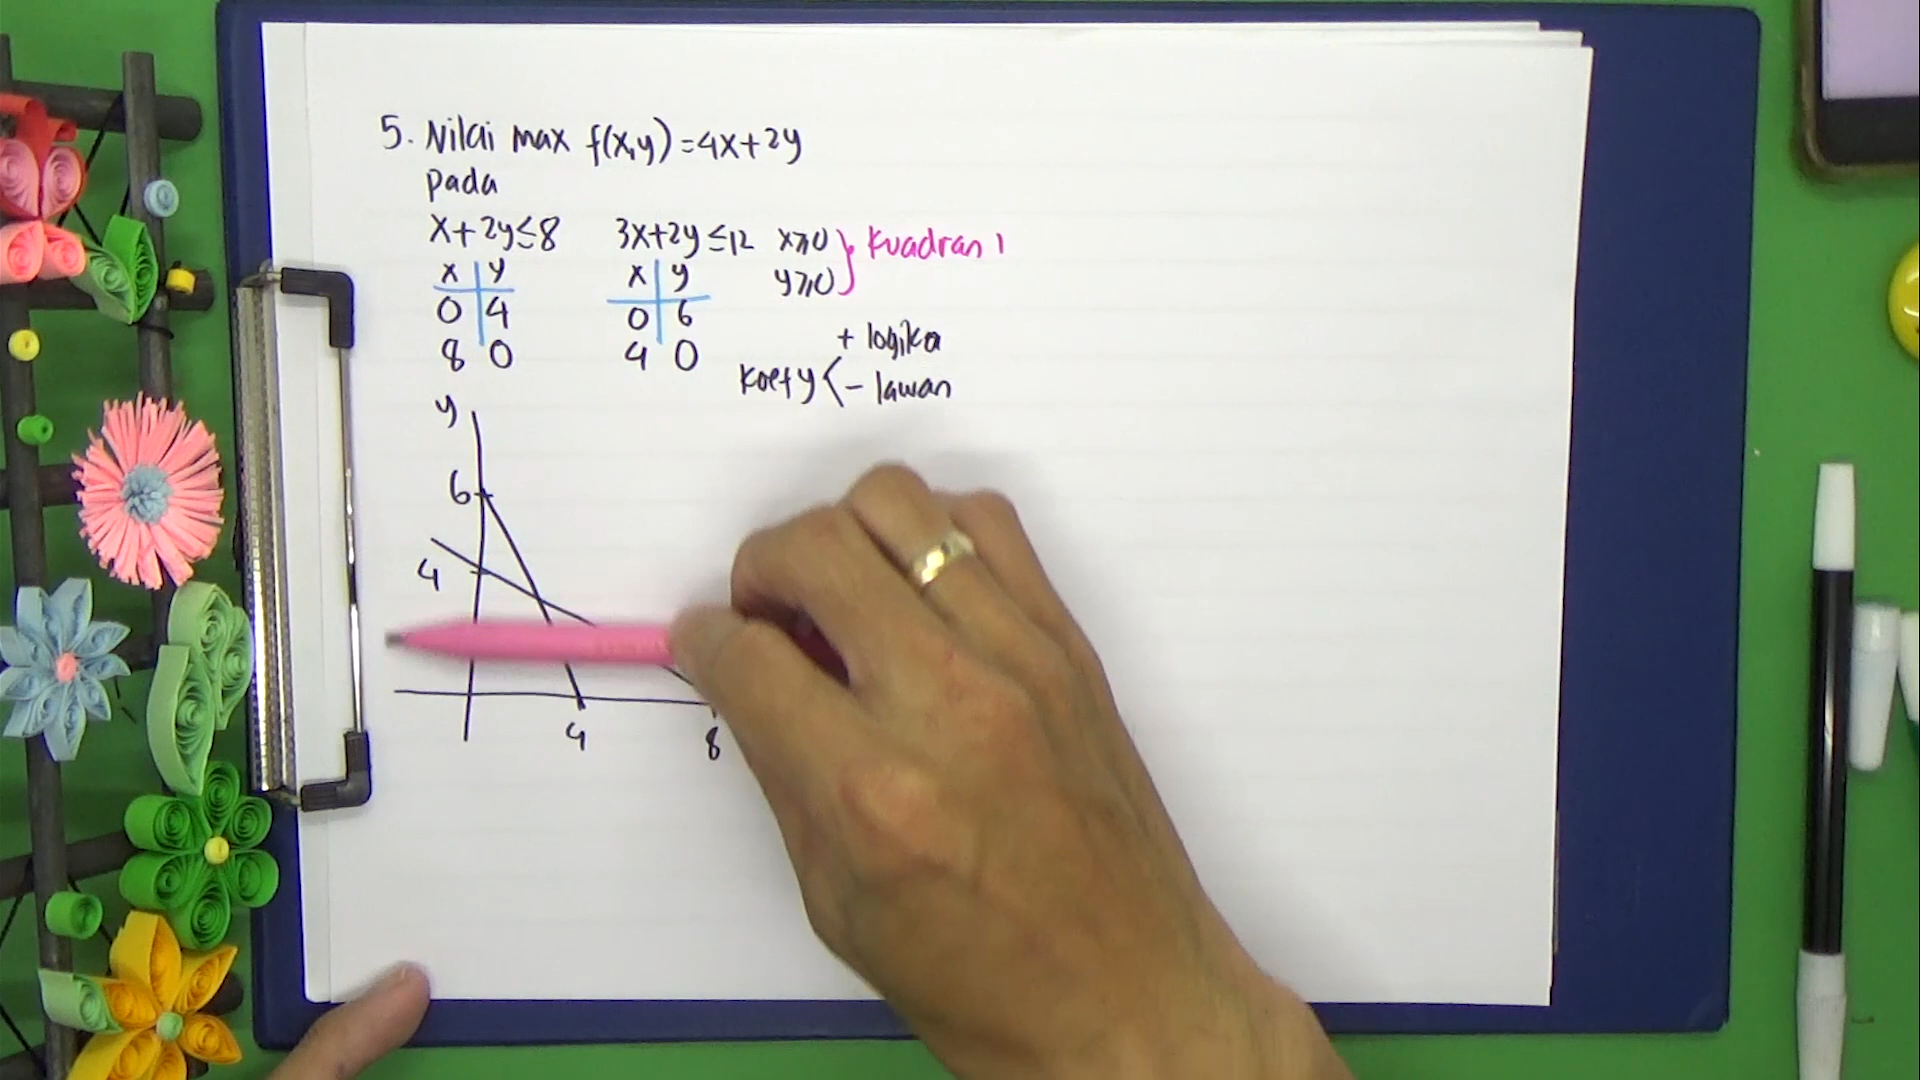 5. Nilai max f(x,y)=4x+2y
pada
x+2y≤8 3x+2y≤12 x≥0 } Kuadran 1
y≥0
x y x y
0 4 0 6
8 0 4 0
+ logika
Koef y < - lawan
y
6
4
4 8